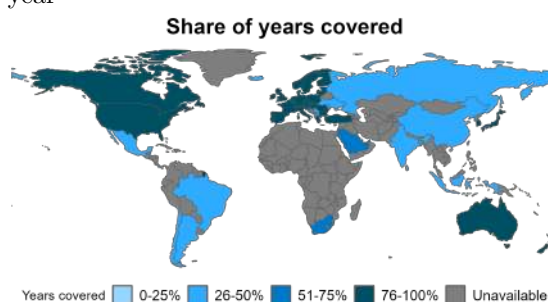 year
Share of years covered
Years covered 0-25% 26-50% 51-75% 76-100% Unavailable